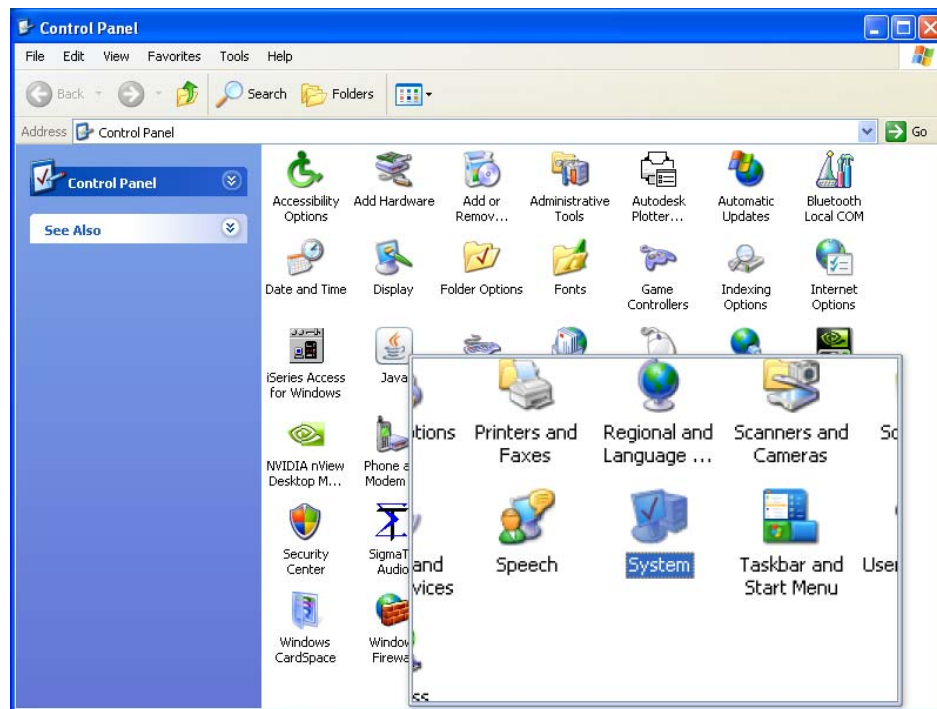 Control Panel
File Edit View Favorites Tools Help
Back Search Folders
Address Control Panel Go
Control Panel
See Also
Accessibility Options
Add Hardware
Add or Remov...
Administrative Tools
Autodesk Plotter...
Automatic Updates
Bluetooth Local COM
Date and Time
Display
Folder Options
Fonts
Game Controllers
Indexing Options
Internet Options
iSeries Access for Windows
Java
NVIDIA nView Desktop M...
Phone a
Modem
Security Center
SigmaT
Audio
Windows CardSpace
Window
Firewa
tions
Printers and Faxes
Regional and Language ...
Scanners and Cameras
Sc
and
vices
Speech
System
Taskbar and Start Menu
User
ss